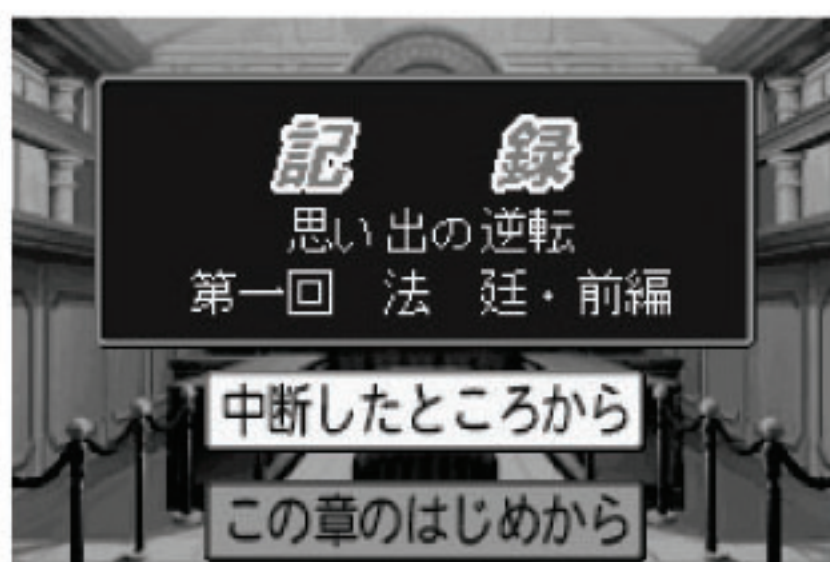 記 録
思い出の逆転
第一回 法 廷・前編
中断したところから
この章のはじめから